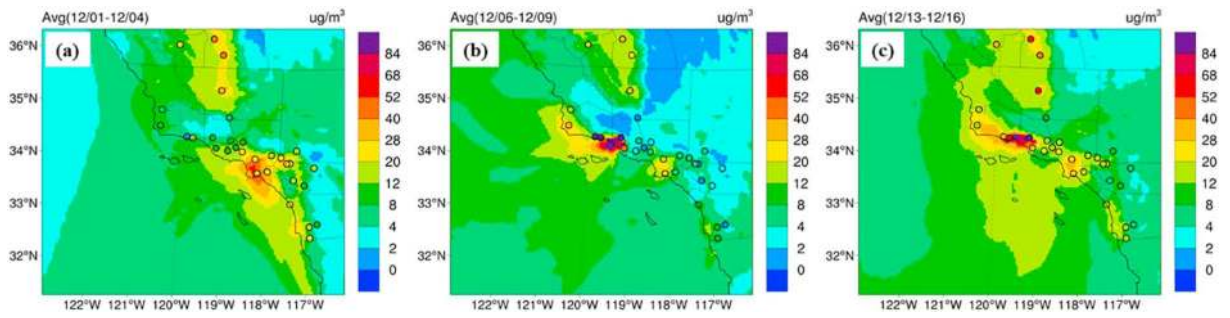 Avg(12/01-12/04) ug/m³
(a)
36°N
35°N
34°N
33°N
32°N
122°W 121°W 120°W 119°W 118°W 117°W
84
68
52
40
28
20
12
8
4
2
0
Avg(12/06-12/09) ug/m³
(b)
36°N
35°N
34°N
33°N
32°N
122°W 121°W 120°W 119°W 118°W 117°W
84
68
52
40
28
20
12
8
4
2
0
Avg(12/13-12/16) ug/m³
(c)
36°N
35°N
34°N
33°N
32°N
122°W 121°W 120°W 119°W 118°W 117°W
84
68
52
40
28
20
12
8
4
2
0